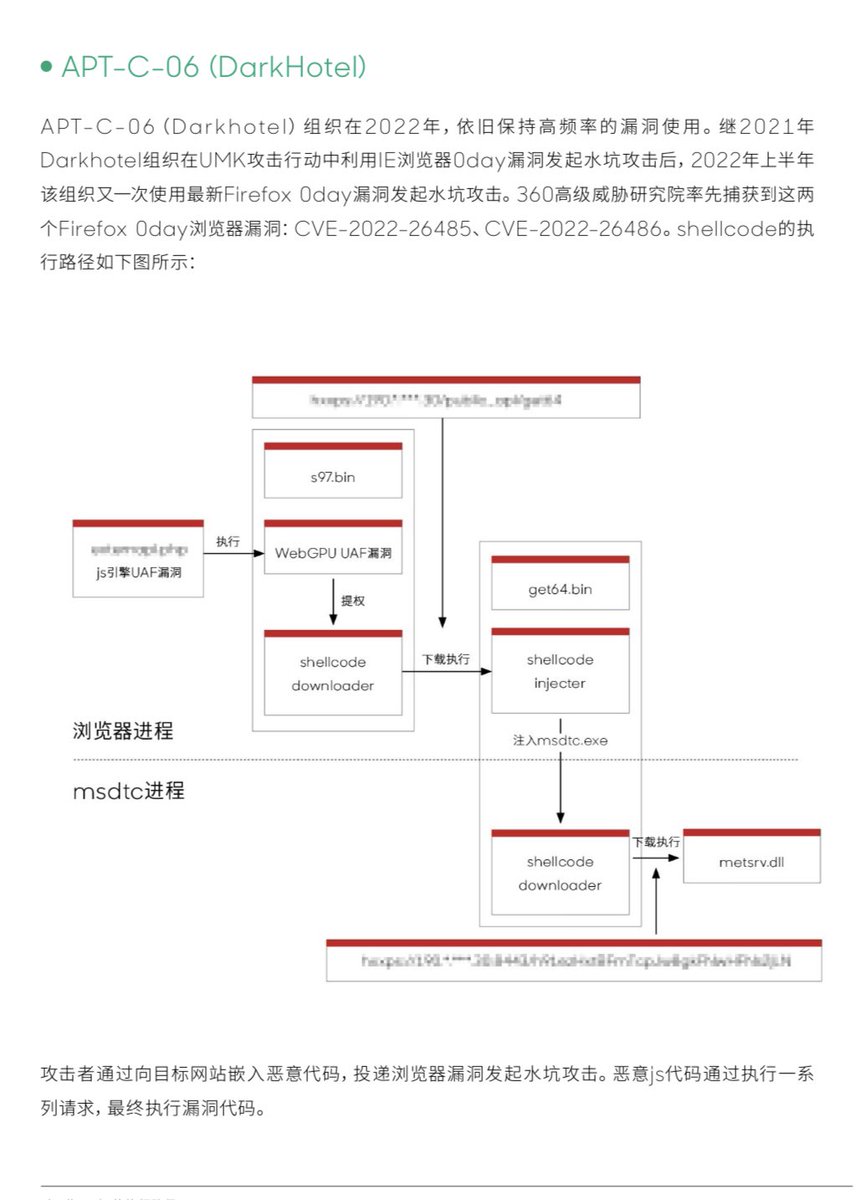 • APT-C-06 (DarkHotel)
APT-C-06（Darkhotel）组织在2022年，依旧保持高频率的漏洞使用。继2021年
Darkhotel组织在UMK攻击行动中利用IE浏览器0day漏洞发起水坑攻击后，2022年上半年
该组织又一次使用最新Firefox 0day漏洞发起水坑攻击。360高级威胁研究院率先捕获到这两
个Firefox 0day浏览器漏洞：CVE-2022-26485、CVE-2022-26486。shellcode的执
行路径如下图所示：
s97.bin
js引擎UAF漏洞
执行
WebGPU UAF漏洞
提权
shellcode
downloader
下载执行
get64.bin
shellcode
injecter
浏览器进程
注入msdtc.exe
msdtc进程
shellcode
downloader
下载执行
metsrv.dll
攻击者通过向目标网站嵌入恶意代码，投递浏览器漏洞发起水坑攻击。恶意js代码通过执行一系
列请求，最终执行漏洞代码。